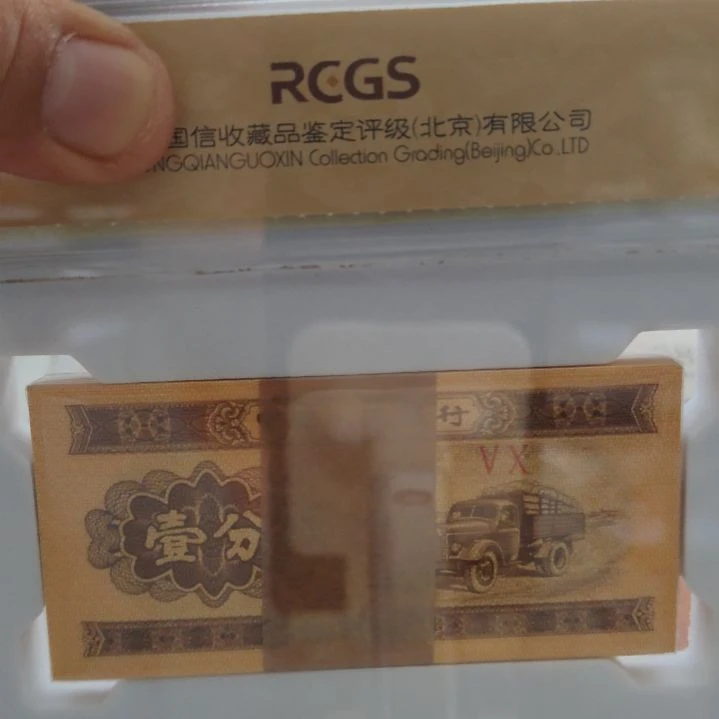 RCGS
国信收藏品鉴定评级(北京)有限公司
NGQIANGUOXIN Collection Grading(Beijing)Co.,LTD
行
VX
壹分